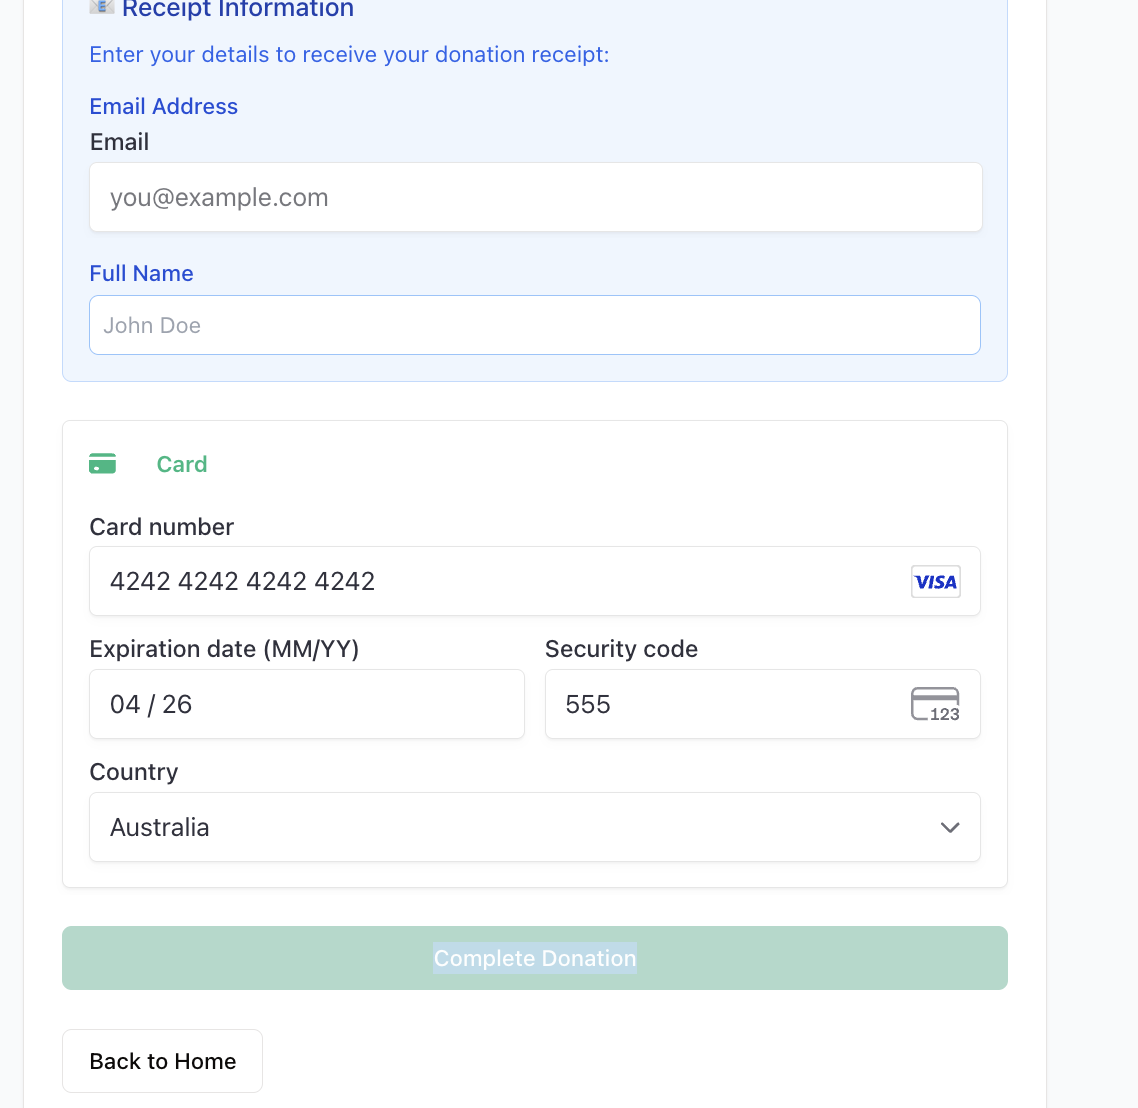 Receipt Information
Enter your details to receive your donation receipt:
Email Address
Email
you@example.com
Full Name
John Doe
Card
Card number
4242 4242 4242 4242
VISA
Expiration date (MM/YY)
Security code
04 / 26
555
123
Country
Australia
Complete Donation
Back to Home